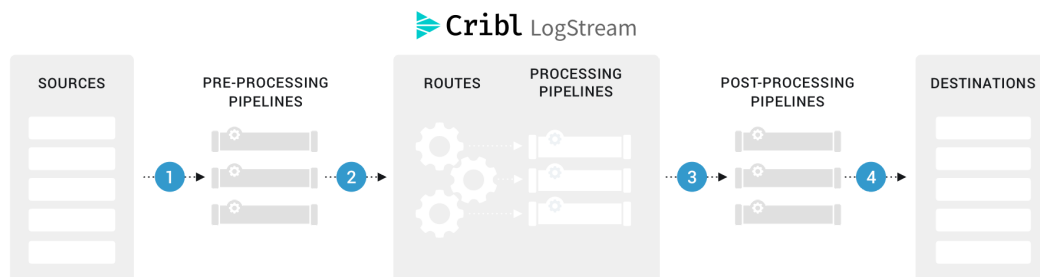 Cribl LogStream
SOURCES
PRE-PROCESSING
PIPELINES
ROUTES
PROCESSING
PIPELINES
POST-PROCESSING
PIPELINES
DESTINATIONS
1
2
3
4